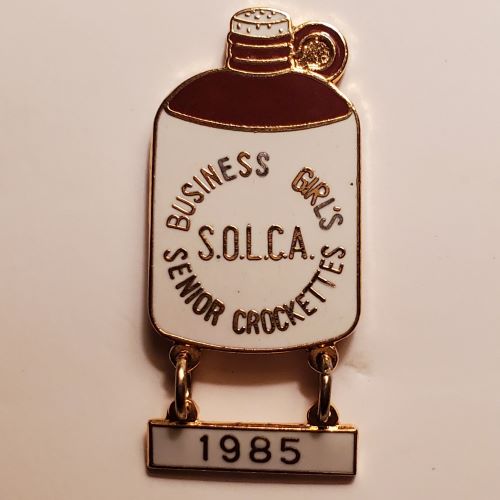 BUSINESS GIRL'S
S.O.L.C.A.
SENIOR CROCKETTES
1985